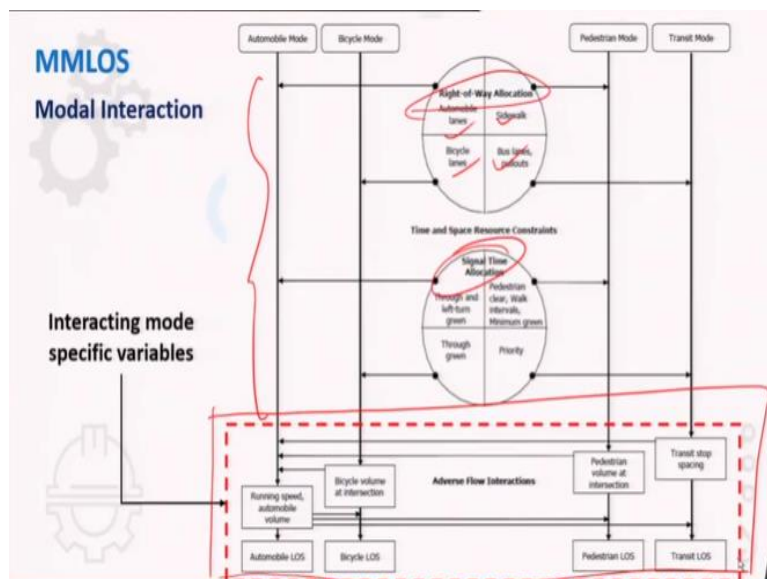 Automobile Mode
Bicycle Mode
Pedestrian Mode
Transit Mode
MMLOS
Modal Interaction
Right-of-Way Allocation
Automobile
lanes
Sidewalk
Bicycle
lanes
Bus lanes,
pullouts
Time and Space Resource Constraints
Signal Time
Allocation
Through and
left-turn
green
Pedestrian
clear, Walk
intervals,
Minimum green
Through
green
Priority
Interacting mode
specific variables
Transit stop
spacing
Pedestrian
volume at
intersection
Bicycle volume
at intersection
Adverse Flow Interactions
Running speed,
automobile
volume
Automobile LOS
Bicycle LOS
Pedestrian LOS
Transit LOS